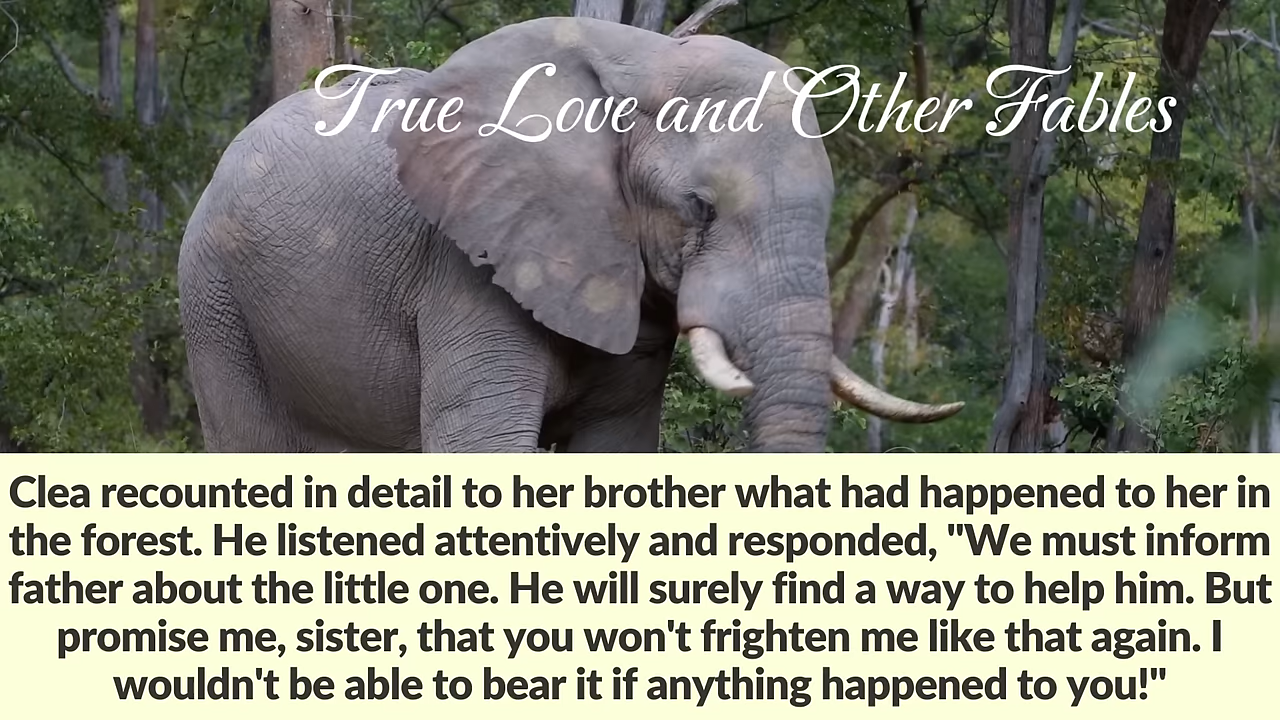 True Love and Other Fables
Clea recounted in detail to her brother what had happened to her in
the forest. He listened attentively and responded, "We must inform
father about the little one. He will surely find a way to help him. But
promise me, sister, that you won't frighten me like that again. I
wouldn't be able to bear it if anything happened to you!"